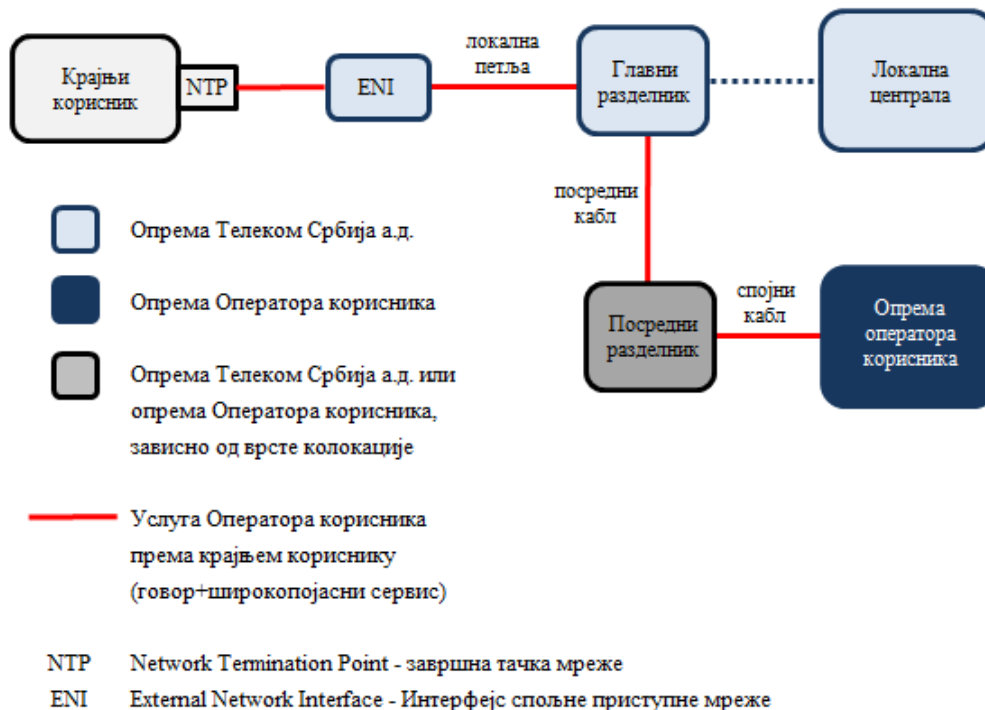 Крајњи
корисник
NTP
ENI
локална
петља
Главни
разделник
Локална
централа
посредни
кабл
Посредни
разделник
спојни
кабл
Опрема
оператора
корисника
Опрема Телеком Србија а.д.
Опрема Оператора корисника
Опрема Телеком Србија а.д. или
опрема Оператора корисника,
зависно од врсте колокације
Услуга Оператора корисника
према крајњем кориснику
(говор+широкопојасни сервис)
NTP Network Termination Point - завршна тачка мреже
ENI External Network Interface - Интерфејс спољне приступне мреже